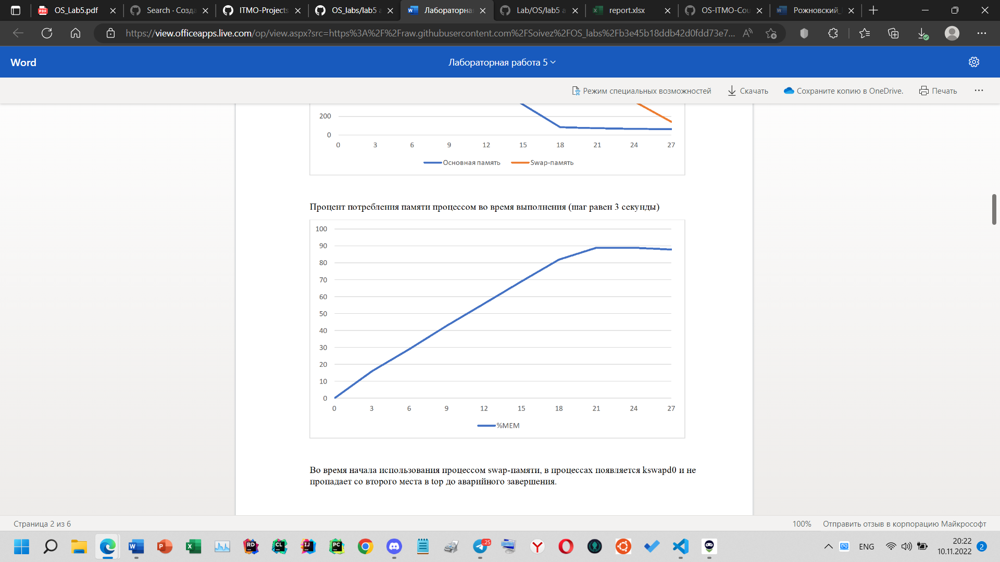 OS_Lab5.pdf
Search · Созда
ITMO-Projects
OS_labs/lab5 a
Лабораторна
Lab/OS/lab5 a
report.xlsx
OS-ITMO-Cou
Рожновский_
https://view.officeapps.live.com/op/view.aspx?src=https%3A%2F%2Fraw.githubusercontent.com%2FSoivez%2FOS_labs%2Fb3e45b18ddb42d0fdd73e7...
Word
Лабораторная работа 5
Режим специальных возможностей
Скачать
Сохраните копию в OneDrive.
Печать
200
0
0 3 6 9 12 15 18 21 24 27
Основная память Swap-память
Процент потребления памяти процессом во время выполнения (шаг равен 3 секунды)
100
90
80
70
60
50
40
30
20
10
0
0 3 6 9 12 15 18 21 24 27
%MEM
Во время начала использования процессом swap-памяти, в процессах появляется kswapd0 и не
пропадает со второго места в top до аварийного завершения.
Страница 2 из 6
100%
Отправить отзыв в корпорацию Майкрософт
RD
CL
IJ
PC
..25
ENG
20:22
10.11.2022
2